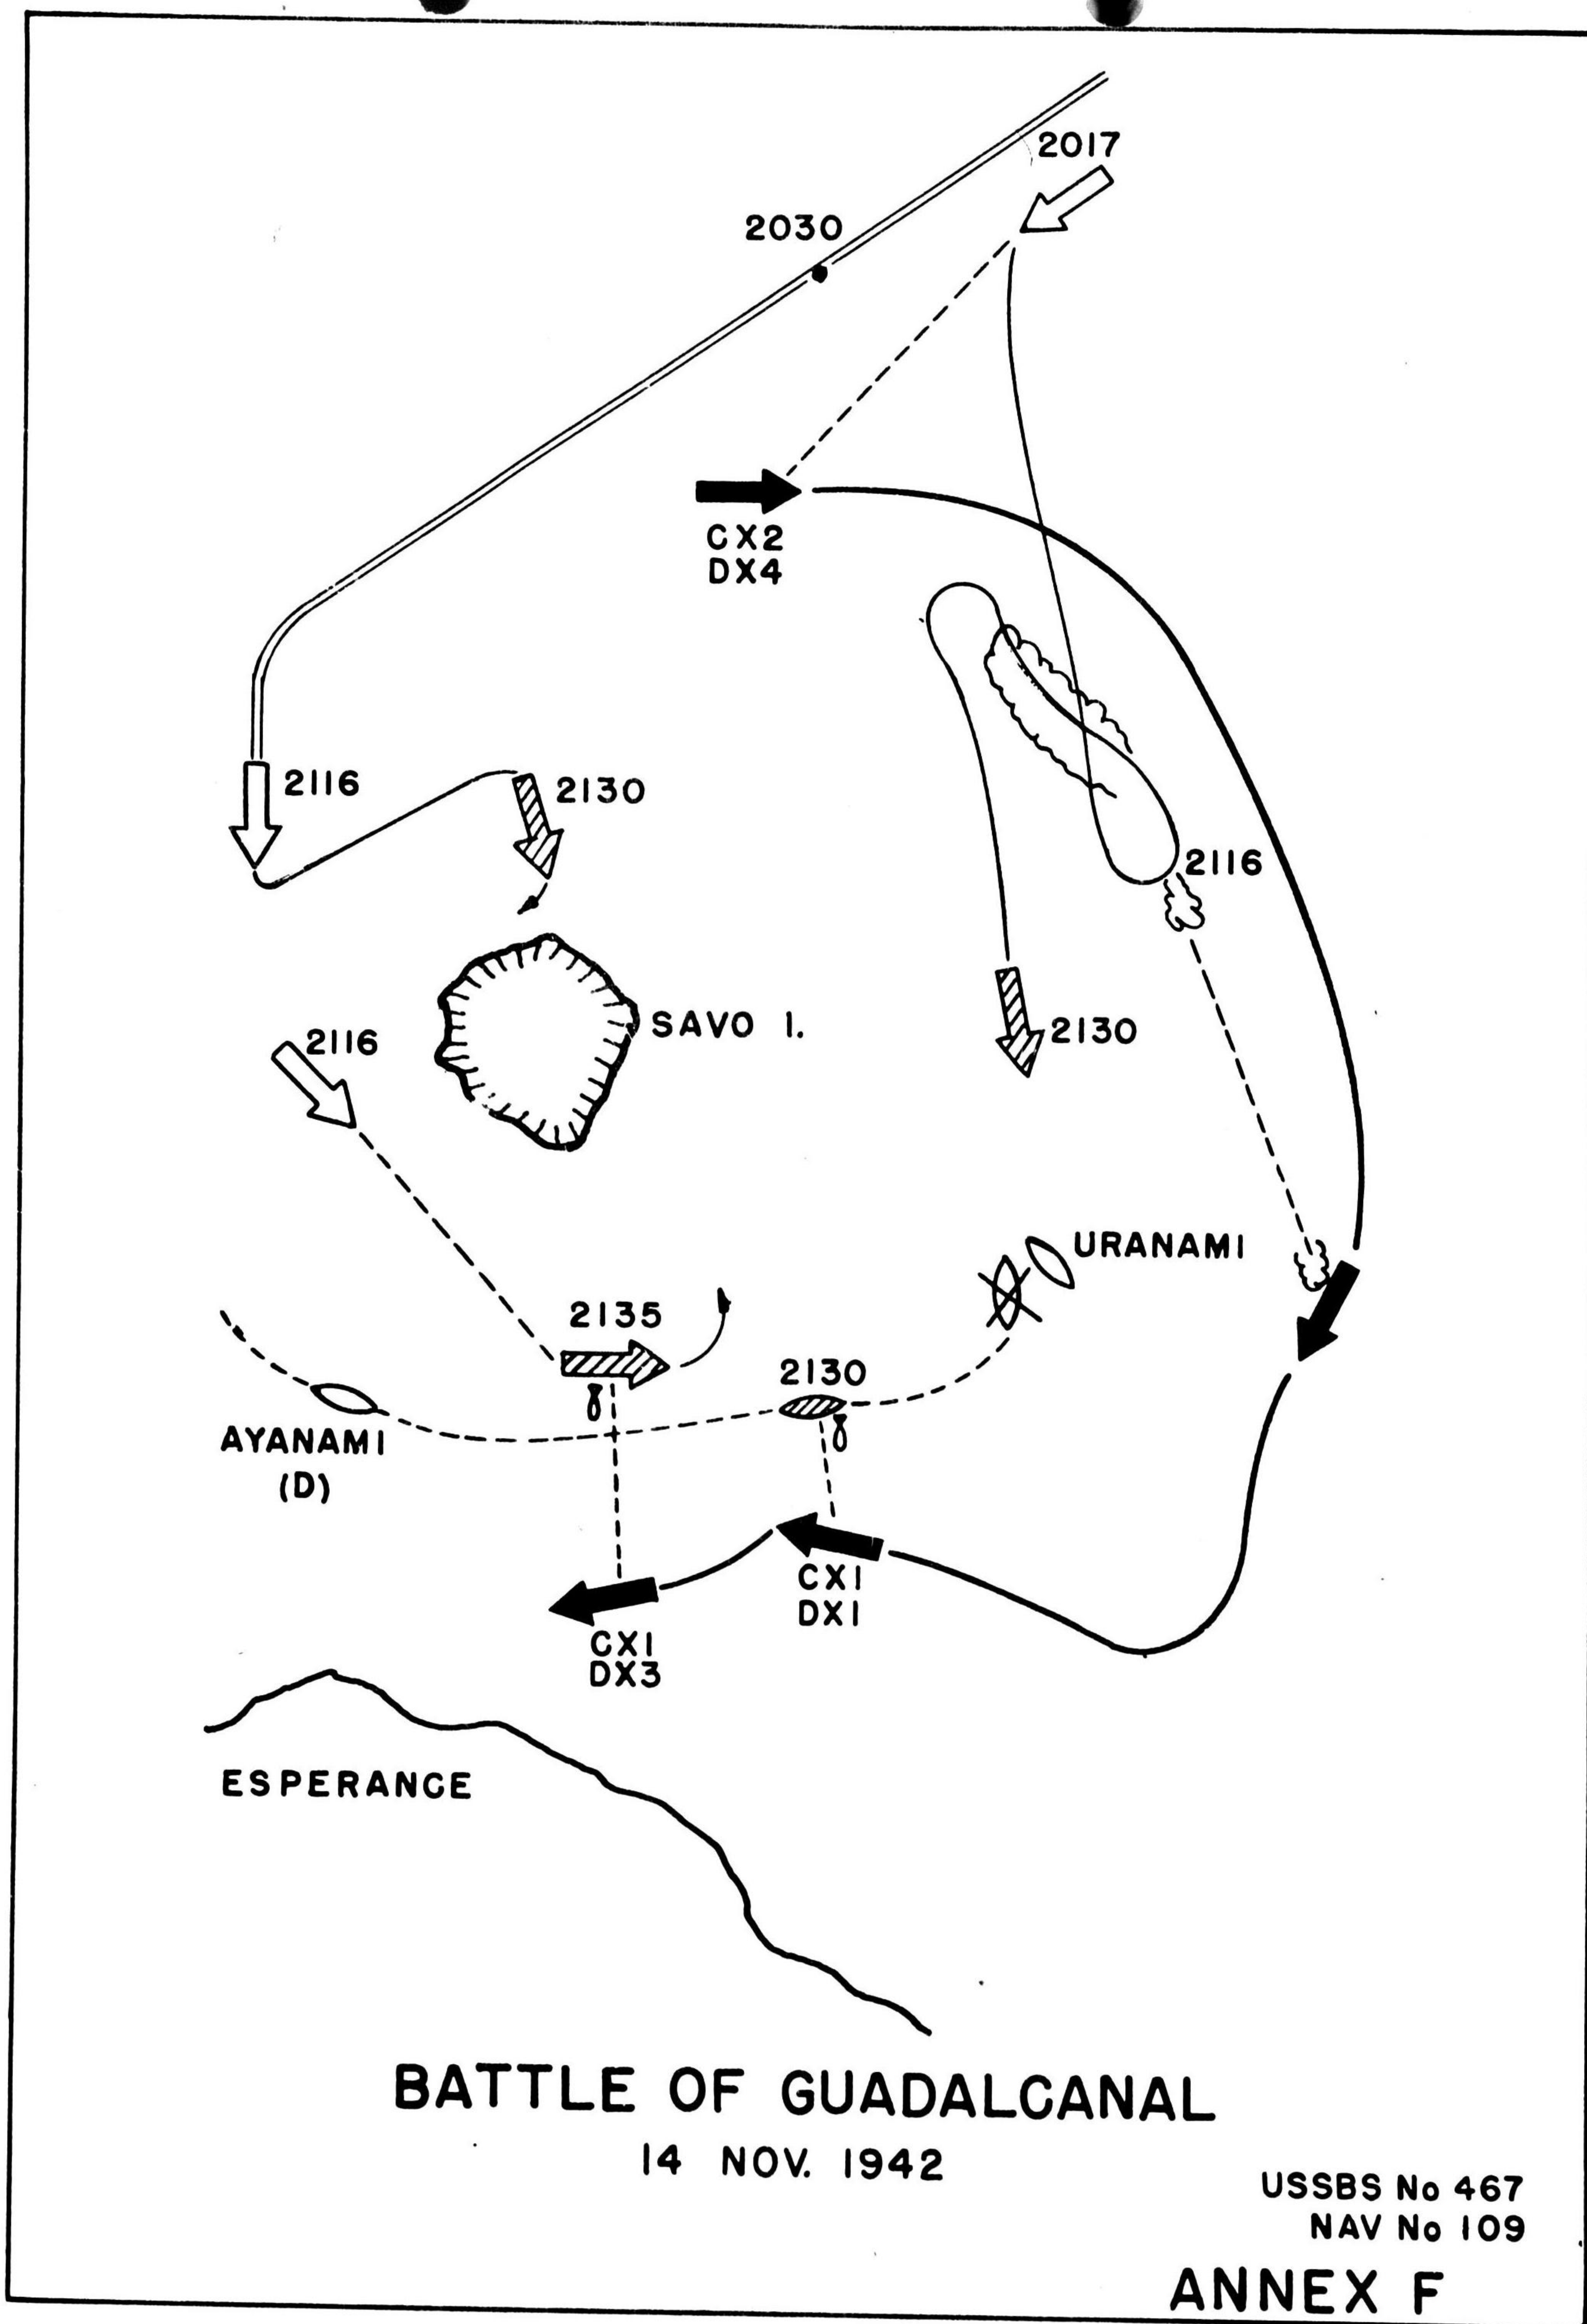 2017
2030
CX2
DX4
2116
2130
2116
SAVO I.
2116
2130
URANAMI
2135
2130
AYANAMI
(D)
CX1
DX1
CX1
DX3
ESPERANCE
BATTLE OF GUADALCANAL
14 NOV. 1942
USSBS No 467
NAV No 109
ANNEX F